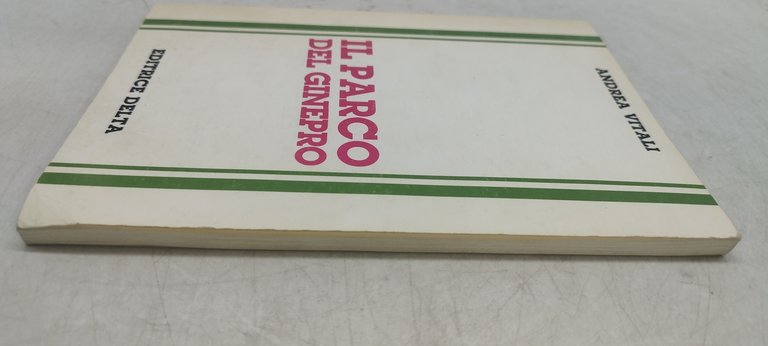 ANDREA VITALI
IL PARCO
DEL GINEPRO
EDITRICE DELTA